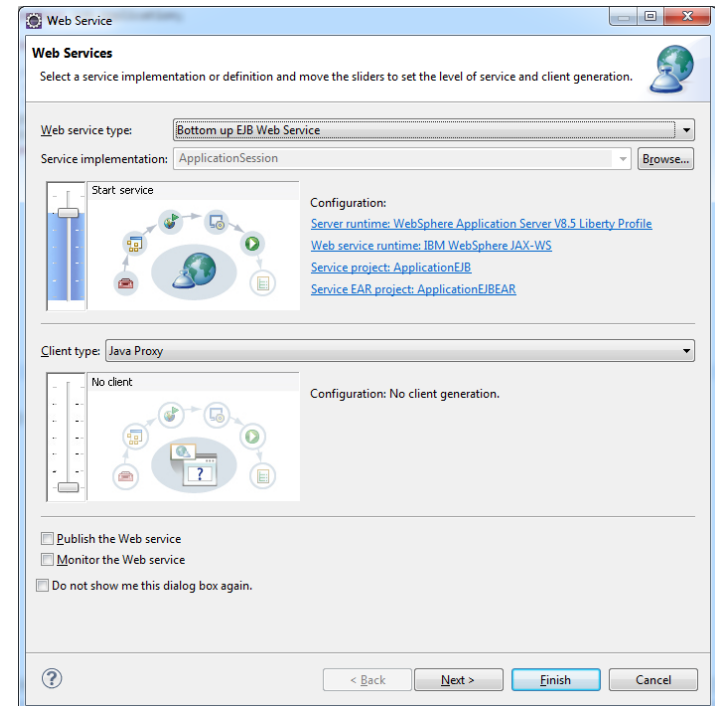 Web Service
Web Services
Select a service implementation or definition and move the sliders to set the level of service and client generation.
Web service type: Bottom up EJB Web Service
Service implementation: ApplicationSession Browse...
Start service
Configuration:
Server runtime: WebSphere Application Server V8.5 Liberty Profile
Web service runtime: IBM WebSphere JAX-WS
Service project: ApplicationEJB
Service EAR project: ApplicationEJBEAR
Client type: Java Proxy
No client
Configuration: No client generation.
Publish the Web service
Monitor the Web service
Do not show me this dialog box again.
? < Back Next > Finish Cancel